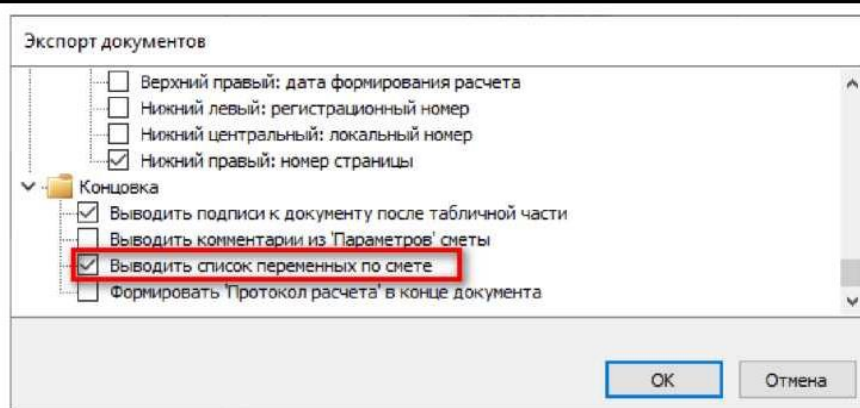 Экспорт документов
Верхний правый: дата формирования расчета
Нижний левый: регистрационный номер
Нижний центральный: локальный номер
Нижний правый: номер страницы
Концовка
Выводить подписи к документу после табличной части
Выводить комментарии из 'Параметров' сметы
Выводить список переменных по смете
Формировать 'Протокол расчета' в конце документа
ОК
Отмена